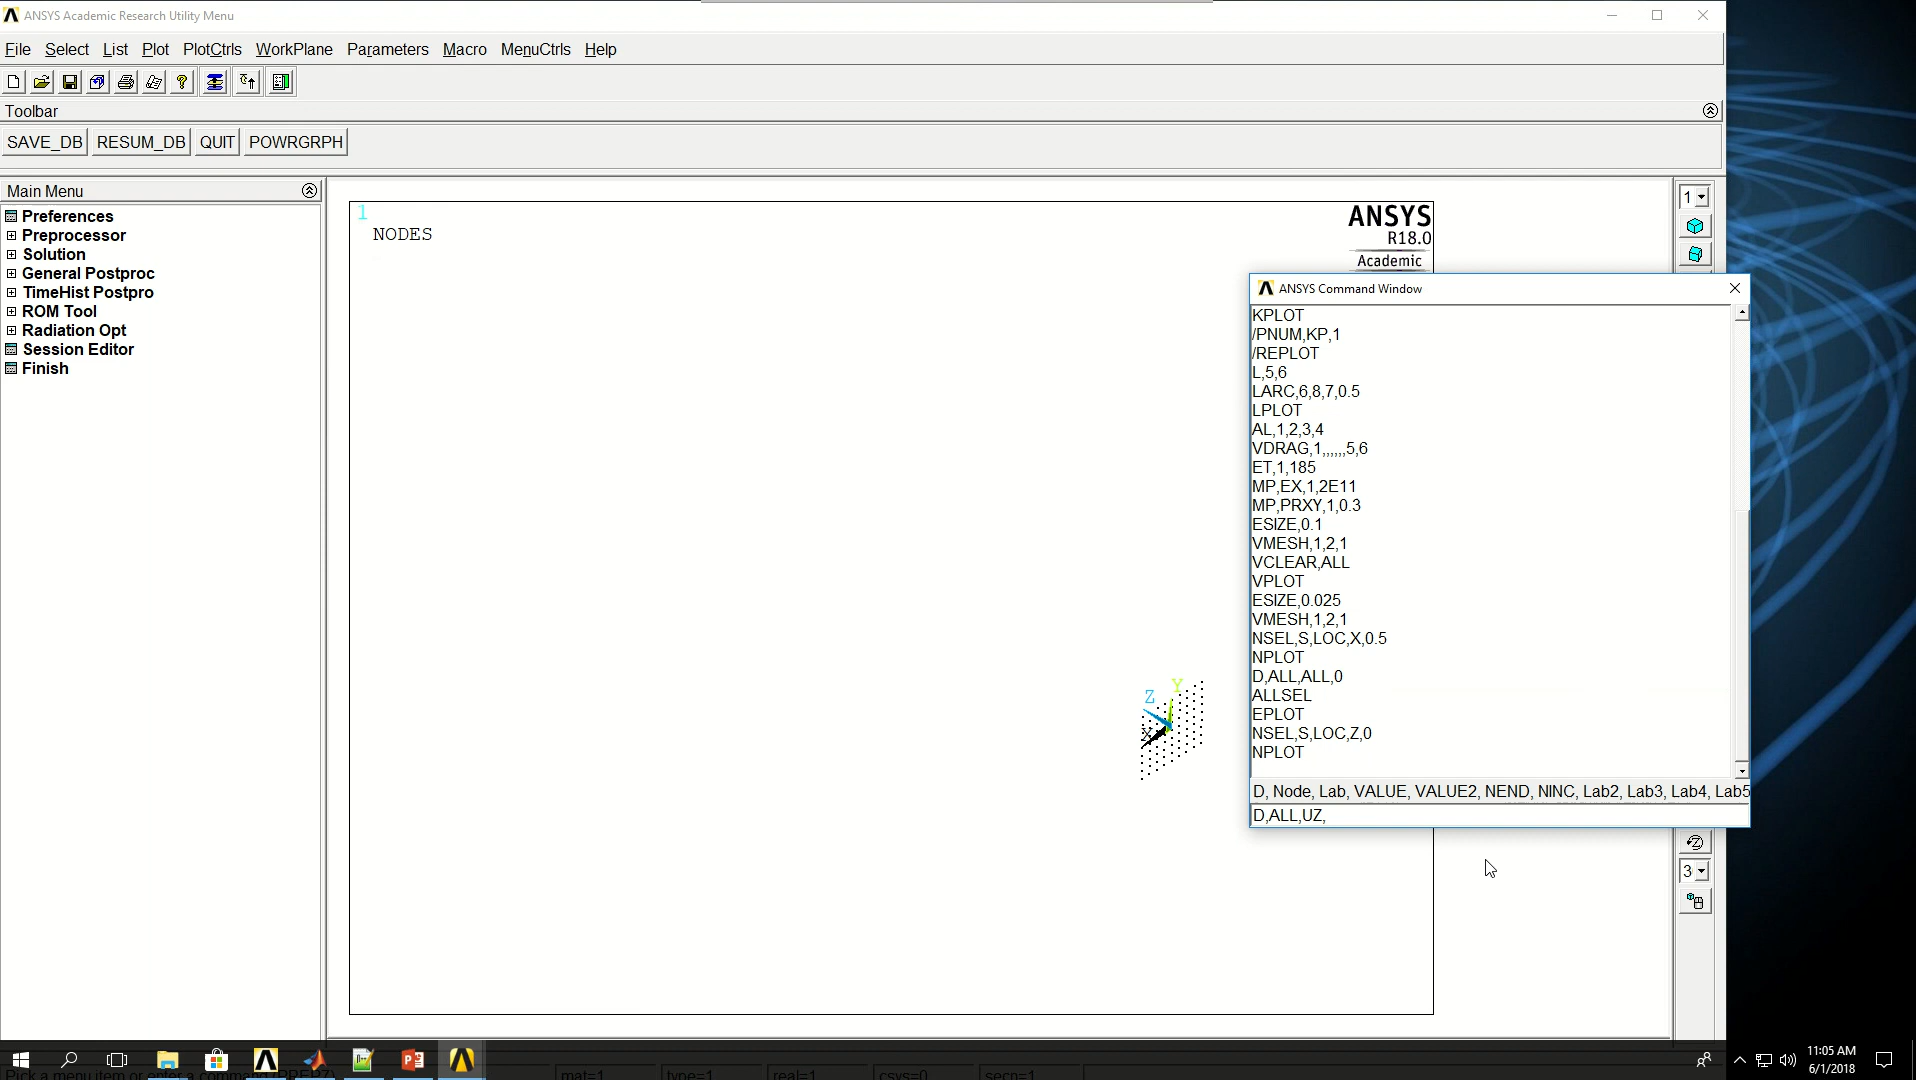 ANSYS Academic Research Utility Menu
File Select List Plot PlotCtrls WorkPlane Parameters Macro MenuCtrls Help
Toolbar
SAVE_DB RESUM_DB QUIT POWRGRPH
Main Menu
Preferences
Preprocessor
Solution
General Postproc
TimeHist Postpro
ROM Tool
Radiation Opt
Session Editor
Finish
1
NODES
ANSYS
R18.0
Academic
Z
Y
X
1
ANSYS Command Window
KPLOT
/PNUM,KP,1
/REPLOT
L,5,6
LARC,6,8,7,0.5
LPLOT
AL,1,2,3,4
VDRAG,1,,,,,,5,6
ET,1,185
MP,EX,1,2E11
MP,PRXY,1,0.3
ESIZE,0.1
VMESH,1,2,1
VCLEAR,ALL
VPLOT
ESIZE,0.025
VMESH,1,2,1
NSEL,S,LOC,X,0.5
NPLOT
D,ALL,ALL,0
ALLSEL
EPLOT
NSEL,S,LOC,Z,0
NPLOT
D, Node, Lab, VALUE, VALUE2, NEND, NINC, Lab2, Lab3, Lab4, Lab5
D,ALL,UZ,
3
11:05 AM
6/1/2018
Pick a menu item or enter a command (PREP7)
mat=1 type=1 real=1 csys=0 secn=1